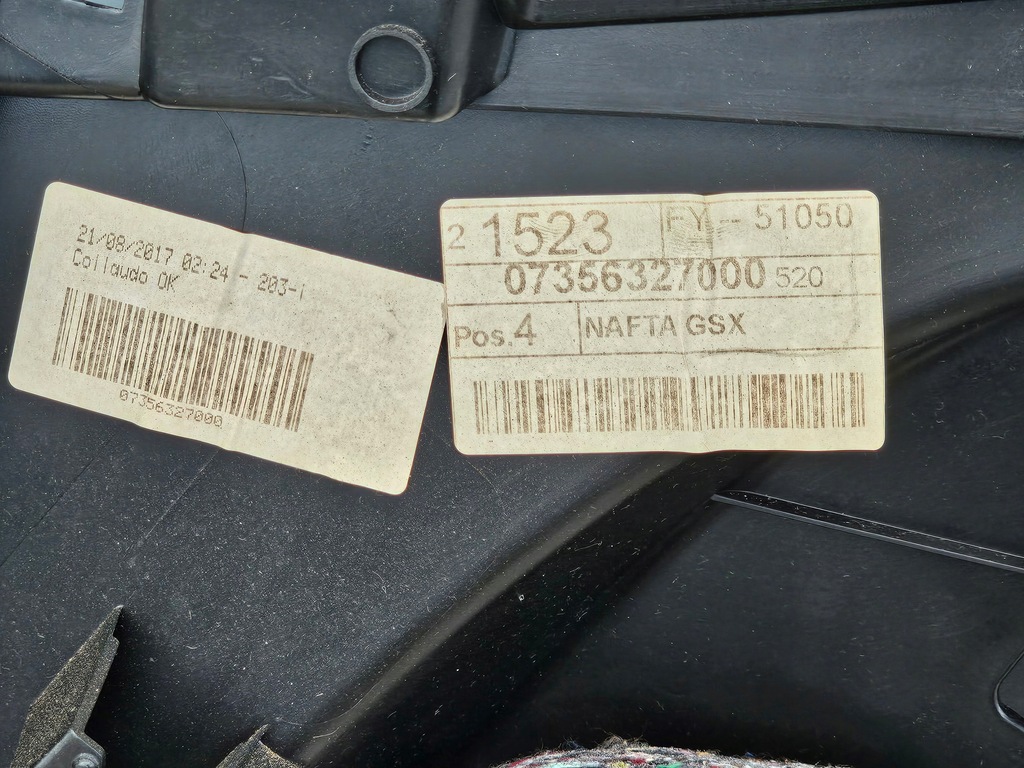 21/08/2017 02:24 - 203-i
Collaudo OK
07356327000
2 1523 FY -- 51050
07356327000 520
Pos.4 NAFTA GSX